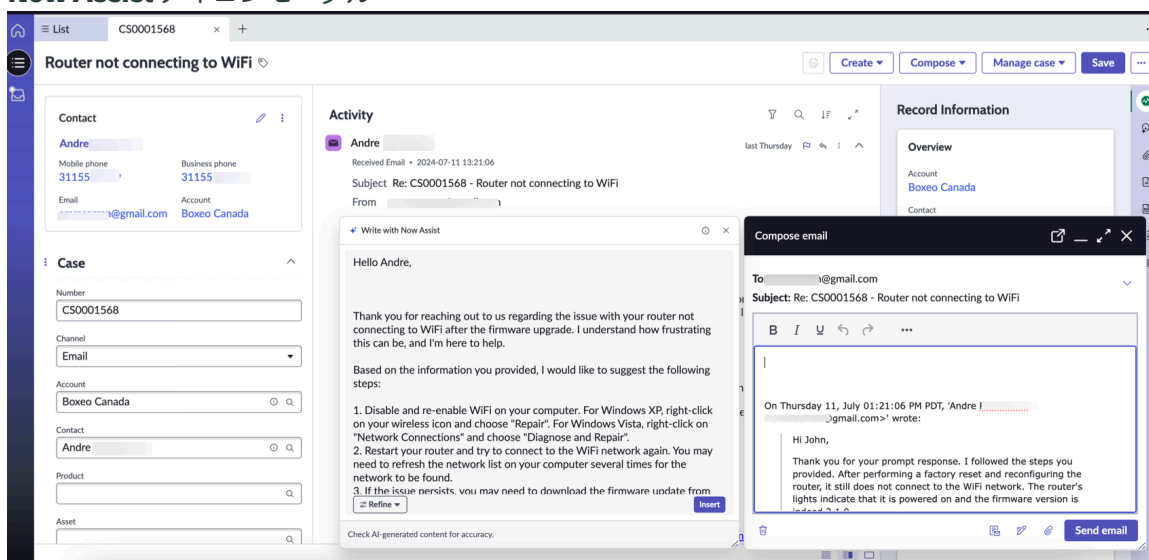 List
CS0001568
Router not connecting to WiFi
Create
Compose
Manage case
Save
Contact
Andre
Mobile phone
Business phone
31155
31155
Email
Account
@gmail.com
Boxeo Canada
Case
Number
CS0001568
Channel
Email
Account
Boxeo Canada
Contact
Andre
Product
Asset
Activity
Andre
last Thursday
Received Email • 2024-07-11 13:21:06
Subject Re: CS0001568 - Router not connecting to WiFi
From
Record Information
Overview
Account
Boxeo Canada
Contact
Write with Now Assist
Hello Andre,
Thank you for reaching out to us regarding the issue with your router not
connecting to WiFi after the firmware upgrade. I understand how frustrating
this can be, and I'm here to help.
Based on the information you provided, I would like to suggest the following
steps:
1. Disable and re-enable WiFi on your computer. For Windows XP, right-click
on your wireless icon and choose "Repair". For Windows Vista, right-click on
"Network Connections" and choose "Diagnose and Repair".
2. Restart your router and try to connect to the WiFi network again. You may
need to refresh the network list on your computer several times for the
network to be found.
3. If the issue persists, you may need to download the firmware update from
Refine
Insert
Check AI-generated content for accuracy.
Compose email
To: @gmail.com
Subject: Re: CS0001568 - Router not connecting to WiFi
B I U
On Thursday 11, July 01:21:06 PM PDT, 'Andre
@gmail.com>' wrote:
Hi John,
Thank you for your prompt response. I followed the steps you
provided. After performing a factory reset and reconfiguring the
router, it still does not connect to the WiFi network. The router's
lights indicate that it is powered on and the firmware version is
Send email